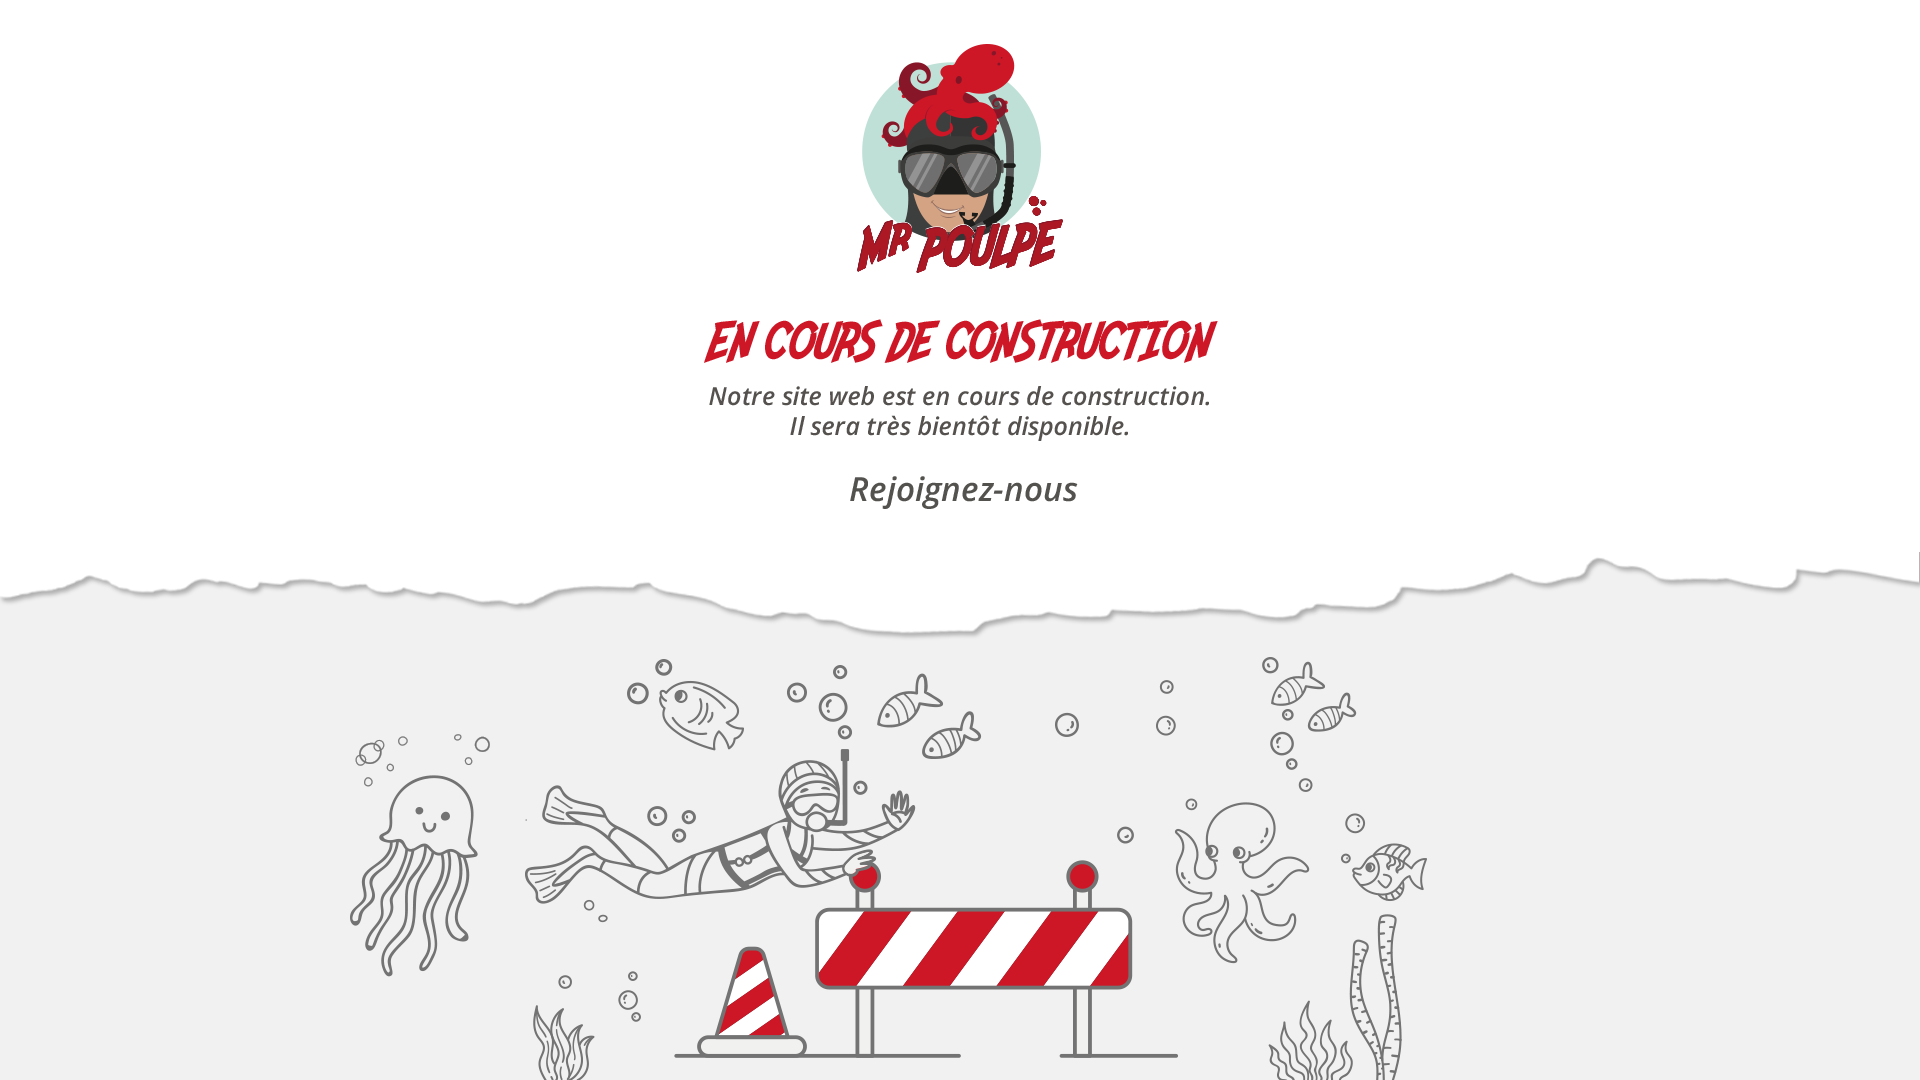 MR POULPE
EN COURS DE CONSTRUCTION
Notre site web est en cours de construction.
Il sera très bientôt disponible.
Rejoignez-nous